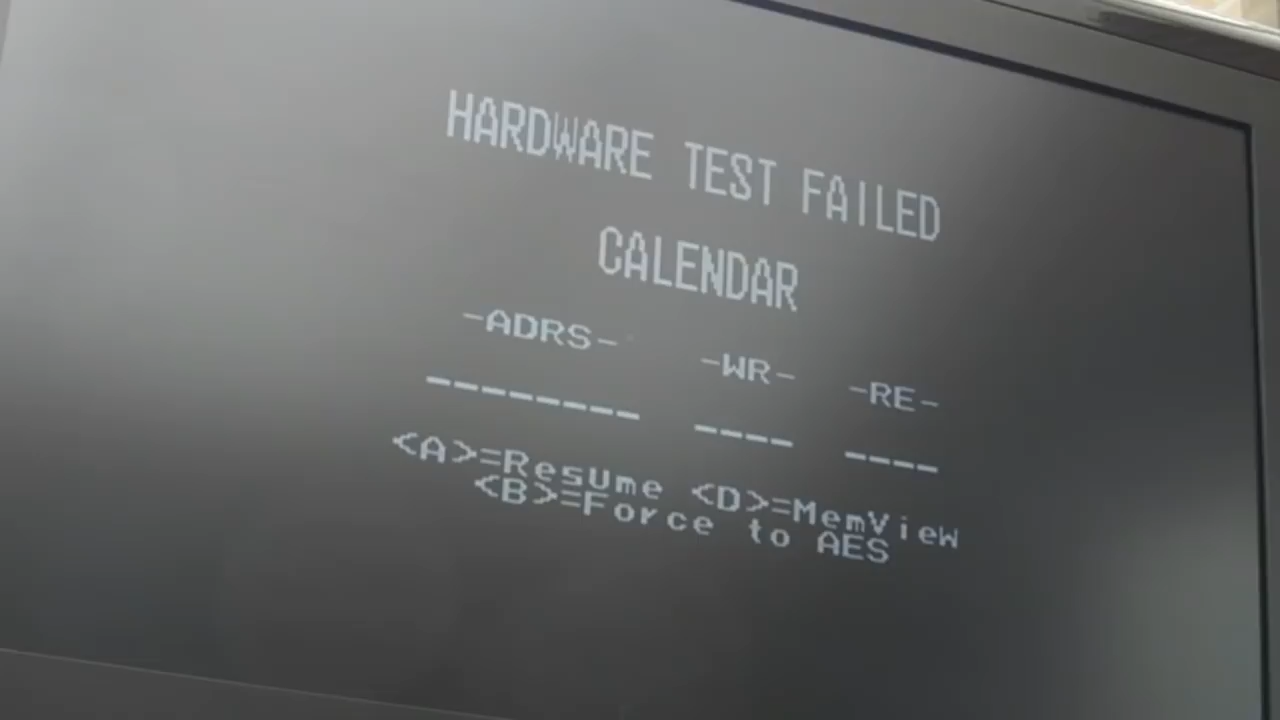 HARDWARE TEST FAILED
CALENDAR
-ADRS- -WR- -RE-
-------- ---- ----
<A>=ResUme <D>=MemVieW
<B>=Force to AES